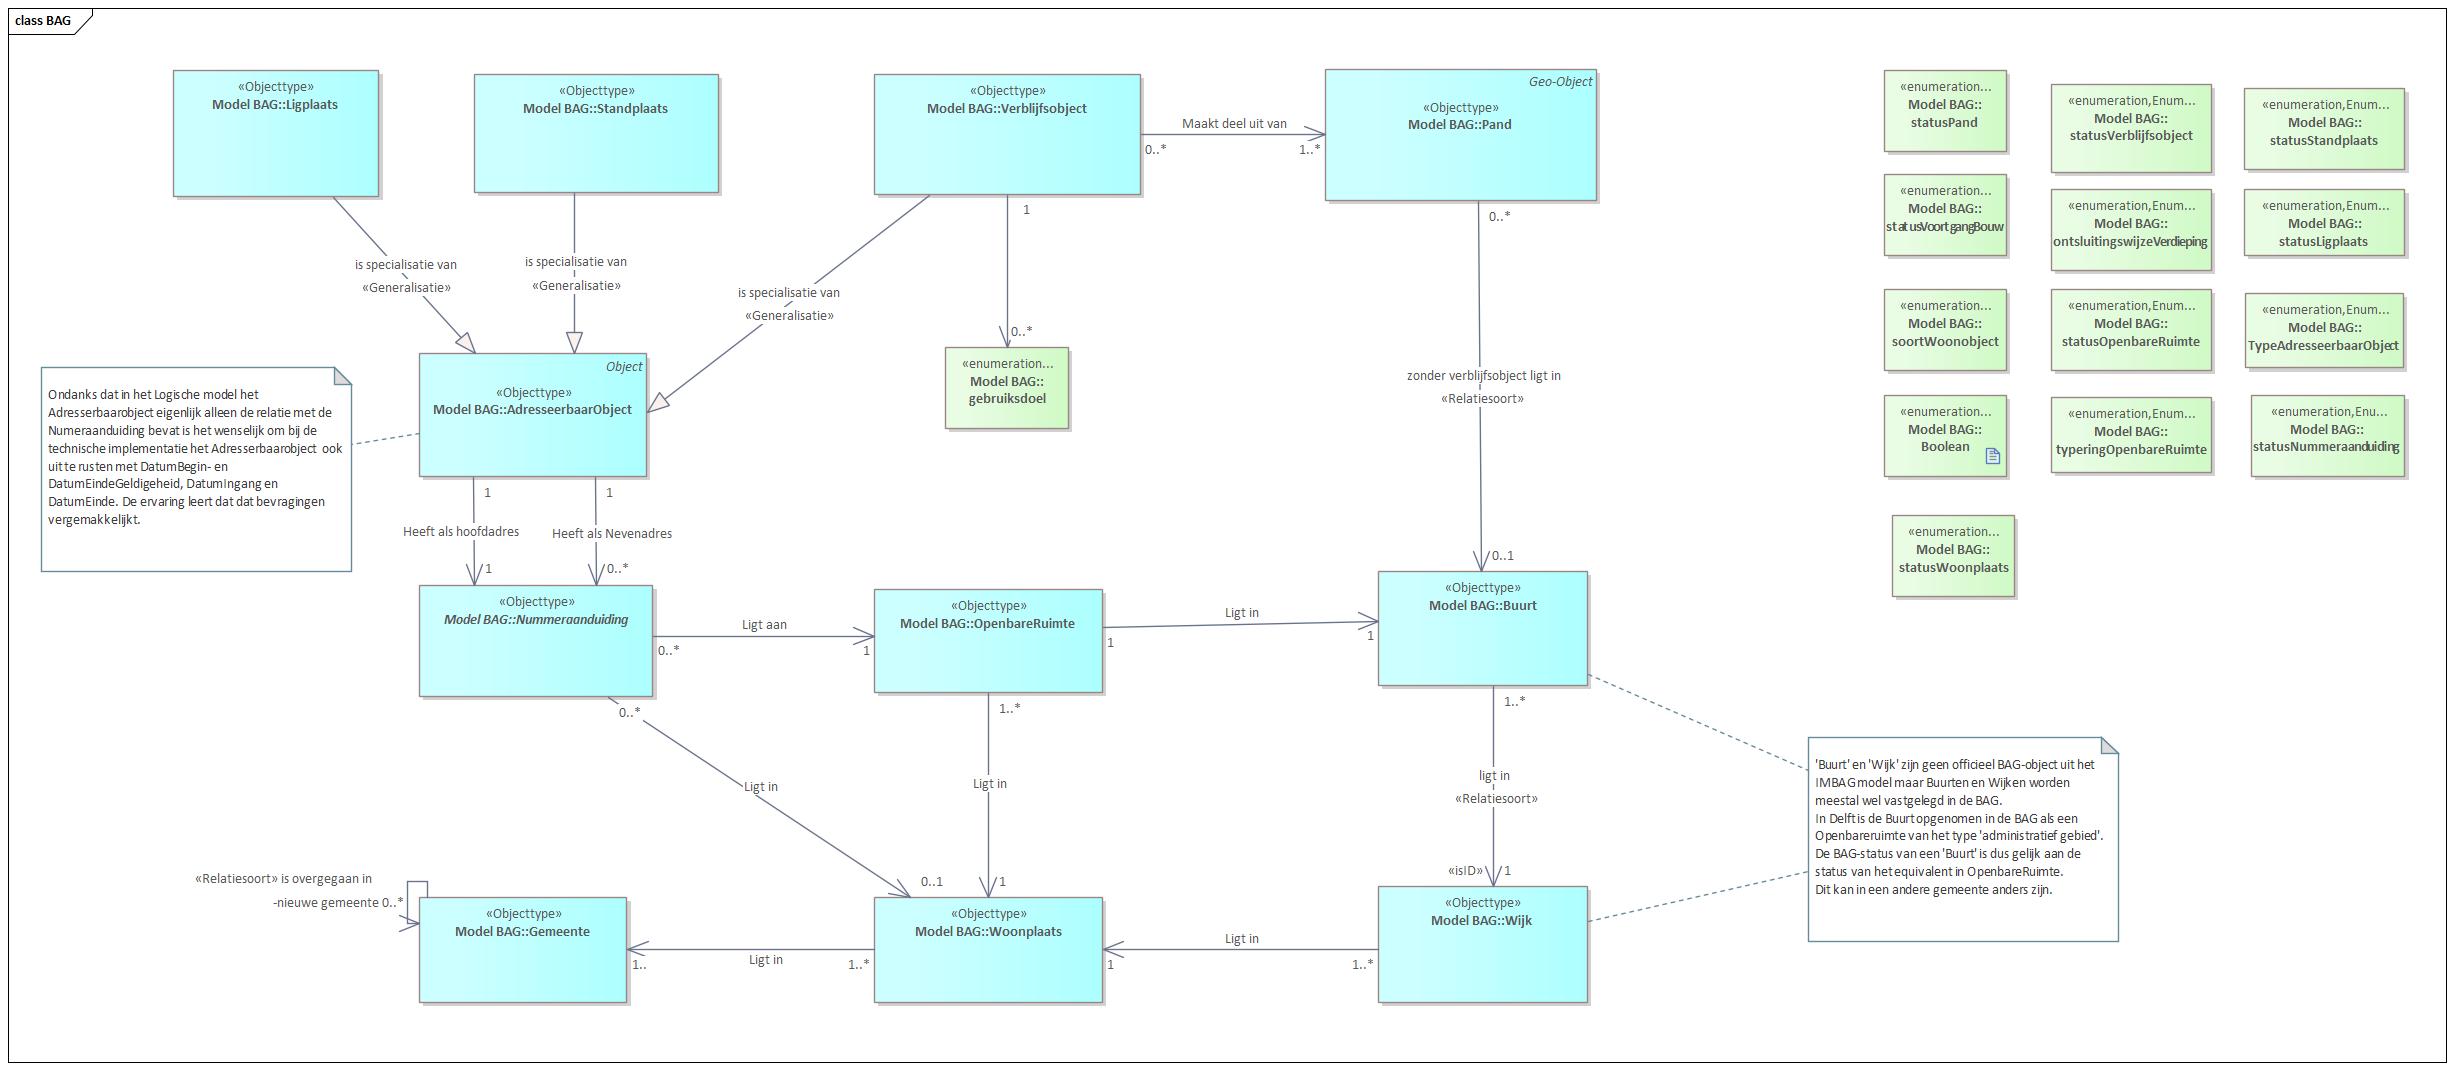 class BAG
«Objecttype»
Model BAG::Ligplaats
«Objecttype»
Model BAG::Standplaats
«Objecttype»
Model BAG::Verblijfsobject
Maakt deel uit van
0..*
1..*
Geo-Object
«Objecttype»
Model BAG::Pand
is specialisatie van
«Generalisatie»
is specialisatie van
«Generalisatie»
is specialisatie van
«Generalisatie»
1
0..*
«enumeration...
Model BAG::
gebruiksdoel
0..*
zonder verblijfsobject ligt in
«Relatiesoort»
0..1
Ondanks dat in het Logische model het
Adresserbaarobject eigenlijk alleen de relatie met de
Numeraanduiding bevat is het wenselijk om bij de
technische implementatie het Adresserbaarobject ook
uit te rusten met DatumBegin- en
DatumEindeGeldigeheid, DatumIngang en
DatumEinde. De ervaring leert dat dat bevragingen
vergemakkelijkt.
Object
«Objecttype»
Model BAG::AdresseerbaarObject
1
1
Heeft als hoofdadres
Heeft als Nevenadres
1
0..*
«Objecttype»
Model BAG::Nummeraanduiding
Ligt aan
0..*
1
«Objecttype»
Model BAG::OpenbareRuimte
Ligt in
1
1
«Objecttype»
Model BAG::Buurt
0..*
Ligt in
0..1
1..*
Ligt in
1
1..*
ligt in
«Relatiesoort»
«isID»
1
'Buurt' en 'Wijk' zijn geen officieel BAG-object uit het
IMBAG model maar Buurten en Wijken worden
meestal wel vastgelegd in de BAG.
In Delft is de Buurt opgenomen in de BAG als een
Openbareruimte van het type 'administratief gebied'.
De BAG-status van een 'Buurt' is dus gelijk aan de
status van het equivalent in OpenbareRuimte.
Dit kan in een andere gemeente anders zijn.
«Relatiesoort» is overgegaan in
-nieuwe gemeente 0..*
«Objecttype»
Model BAG::Gemeente
1..
Ligt in
1..*
«Objecttype»
Model BAG::Woonplaats
1
Ligt in
1..*
«Objecttype»
Model BAG::Wijk
«enumeration...
Model BAG::
statusPand
«enumeration,Enum...
Model BAG::
statusVerblijfsobject
«enumeration,Enum...
Model BAG::
statusStandplaats
«enumeration...
Model BAG::
statusVoortgangBouw
«enumeration,Enum...
Model BAG::
ontsluitingswijzeVerdieping
«enumeration,Enum...
Model BAG::
statusLigplaats
«enumeration...
Model BAG::
soortWoonobject
«enumeration,Enum...
Model BAG::
statusOpenbareRuimte
«enumeration,Enum...
Model BAG::
TypeAdresseerbaarObject
«enumeration...
Model BAG::
Boolean
«enumeration,Enum...
Model BAG::
typeringOpenbareRuimte
«enumeration,Enu...
Model BAG::
statusNummeraanduiding
«enumeration...
Model BAG::
statusWoonplaats